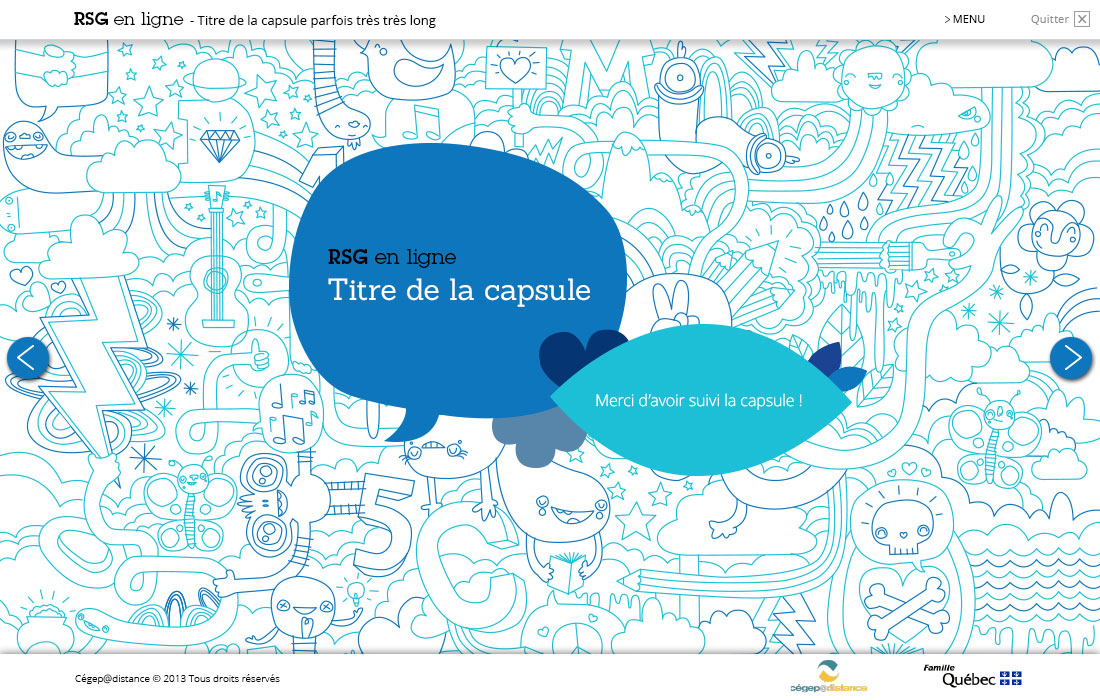 RSG en ligne - Titre de la capsule parfois très très long
> MENU
Quitter
RSG en ligne
Titre de la capsule
Merci d’avoir suivi la capsule !
Cégep@distance © 2013 Tous droits réservés
cégep@distance
Famille
Québec